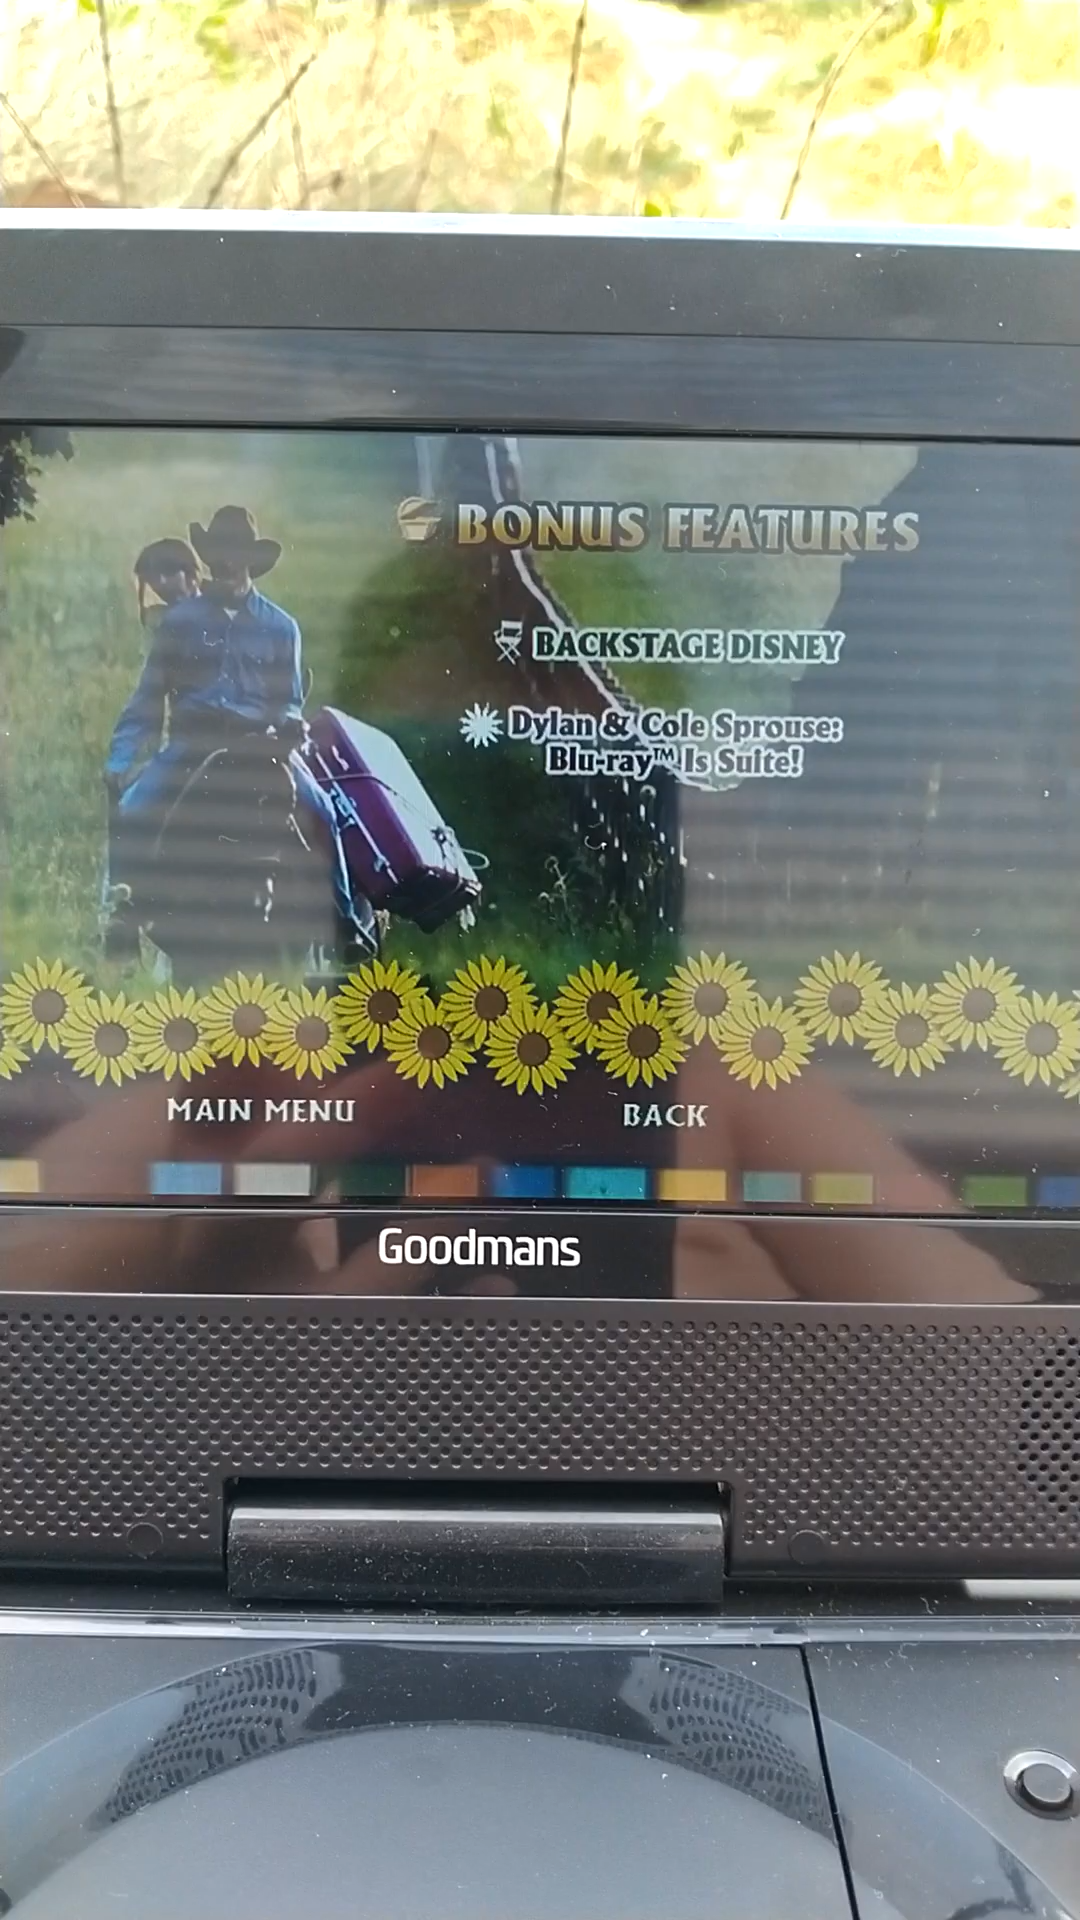 BONUS FEATURES
BACKSTAGE DISNEY
Dylan & Cole Sprouse:
Blu-ray™ Is Suite!
MAIN MENU
BACK
Goodmans